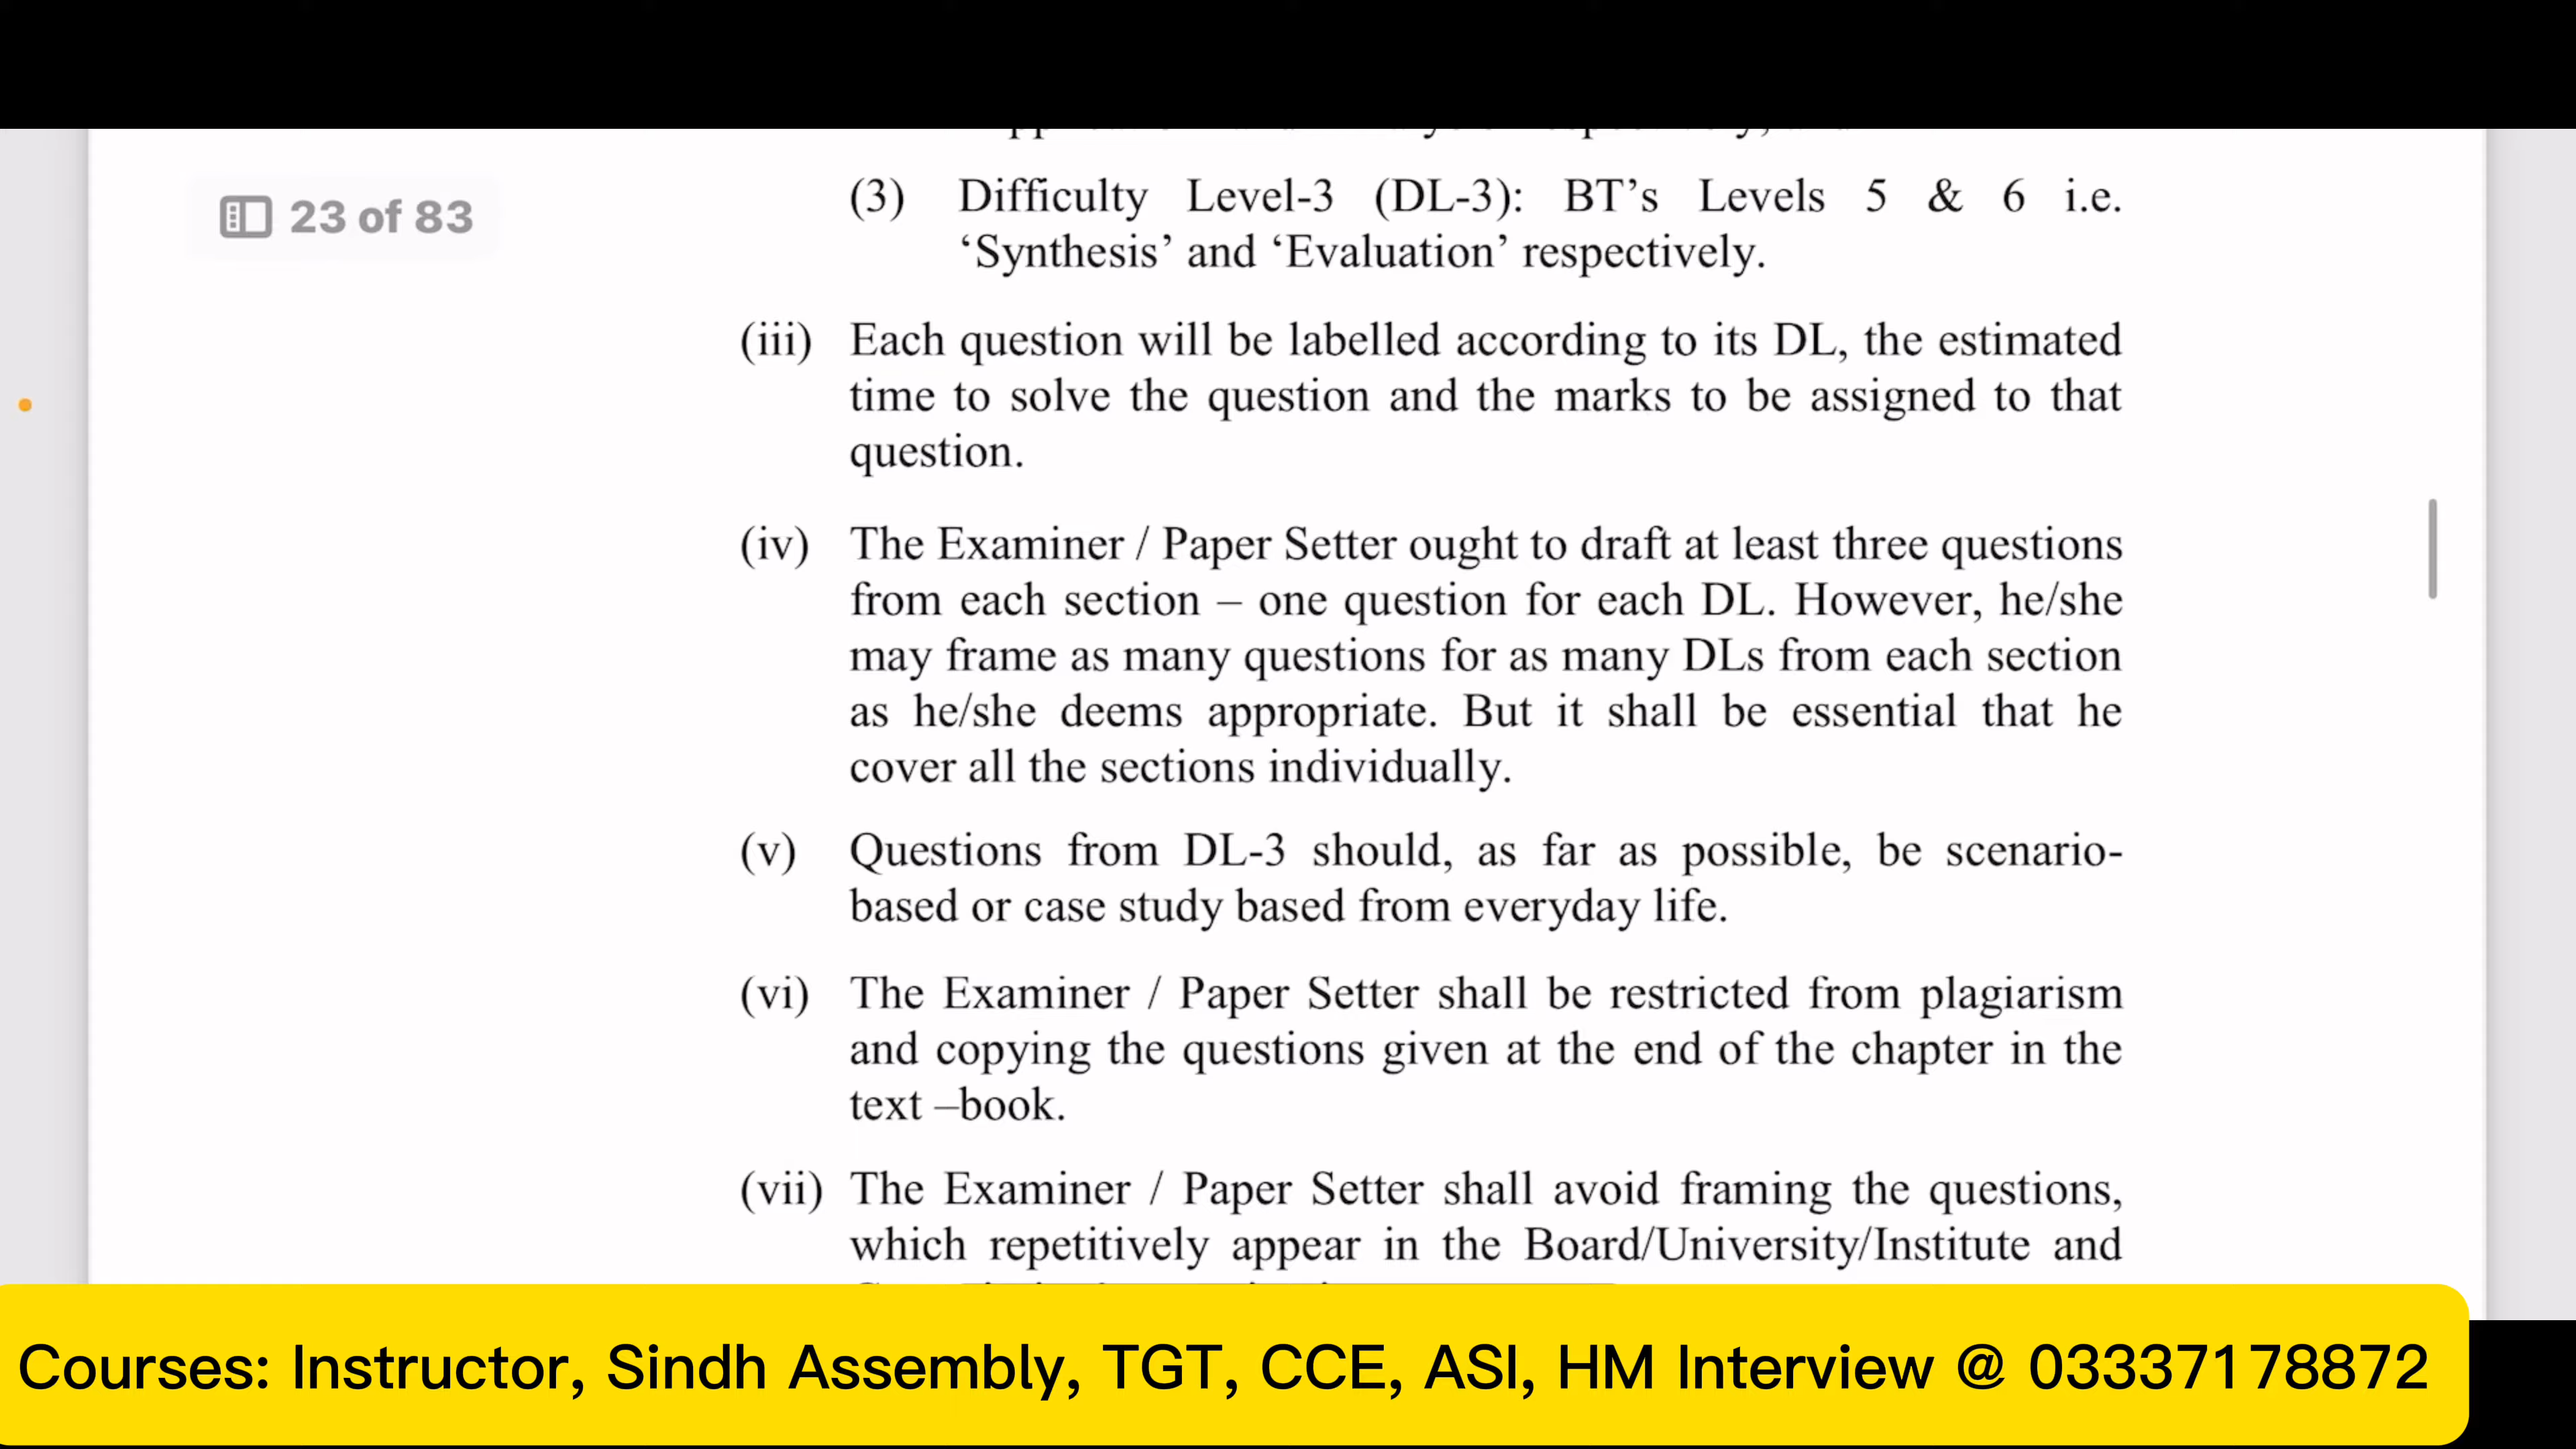 23 of 83
(3) Difficulty Level-3 (DL-3): BT’s Levels 5 & 6 i.e.
‘Synthesis’ and ‘Evaluation’ respectively.
(iii) Each question will be labelled according to its DL, the estimated
time to solve the question and the marks to be assigned to that
question.
(iv) The Examiner / Paper Setter ought to draft at least three questions
from each section – one question for each DL. However, he/she
may frame as many questions for as many DLs from each section
as he/she deems appropriate. But it shall be essential that he
cover all the sections individually.
(v) Questions from DL-3 should, as far as possible, be scenario-
based or case study based from everyday life.
(vi) The Examiner / Paper Setter shall be restricted from plagiarism
and copying the questions given at the end of the chapter in the
text –book.
(vii) The Examiner / Paper Setter shall avoid framing the questions,
which repetitively appear in the Board/University/Institute and
Courses: Instructor, Sindh Assembly, TGT, CCE, ASI, HM Interview @ 03337178872